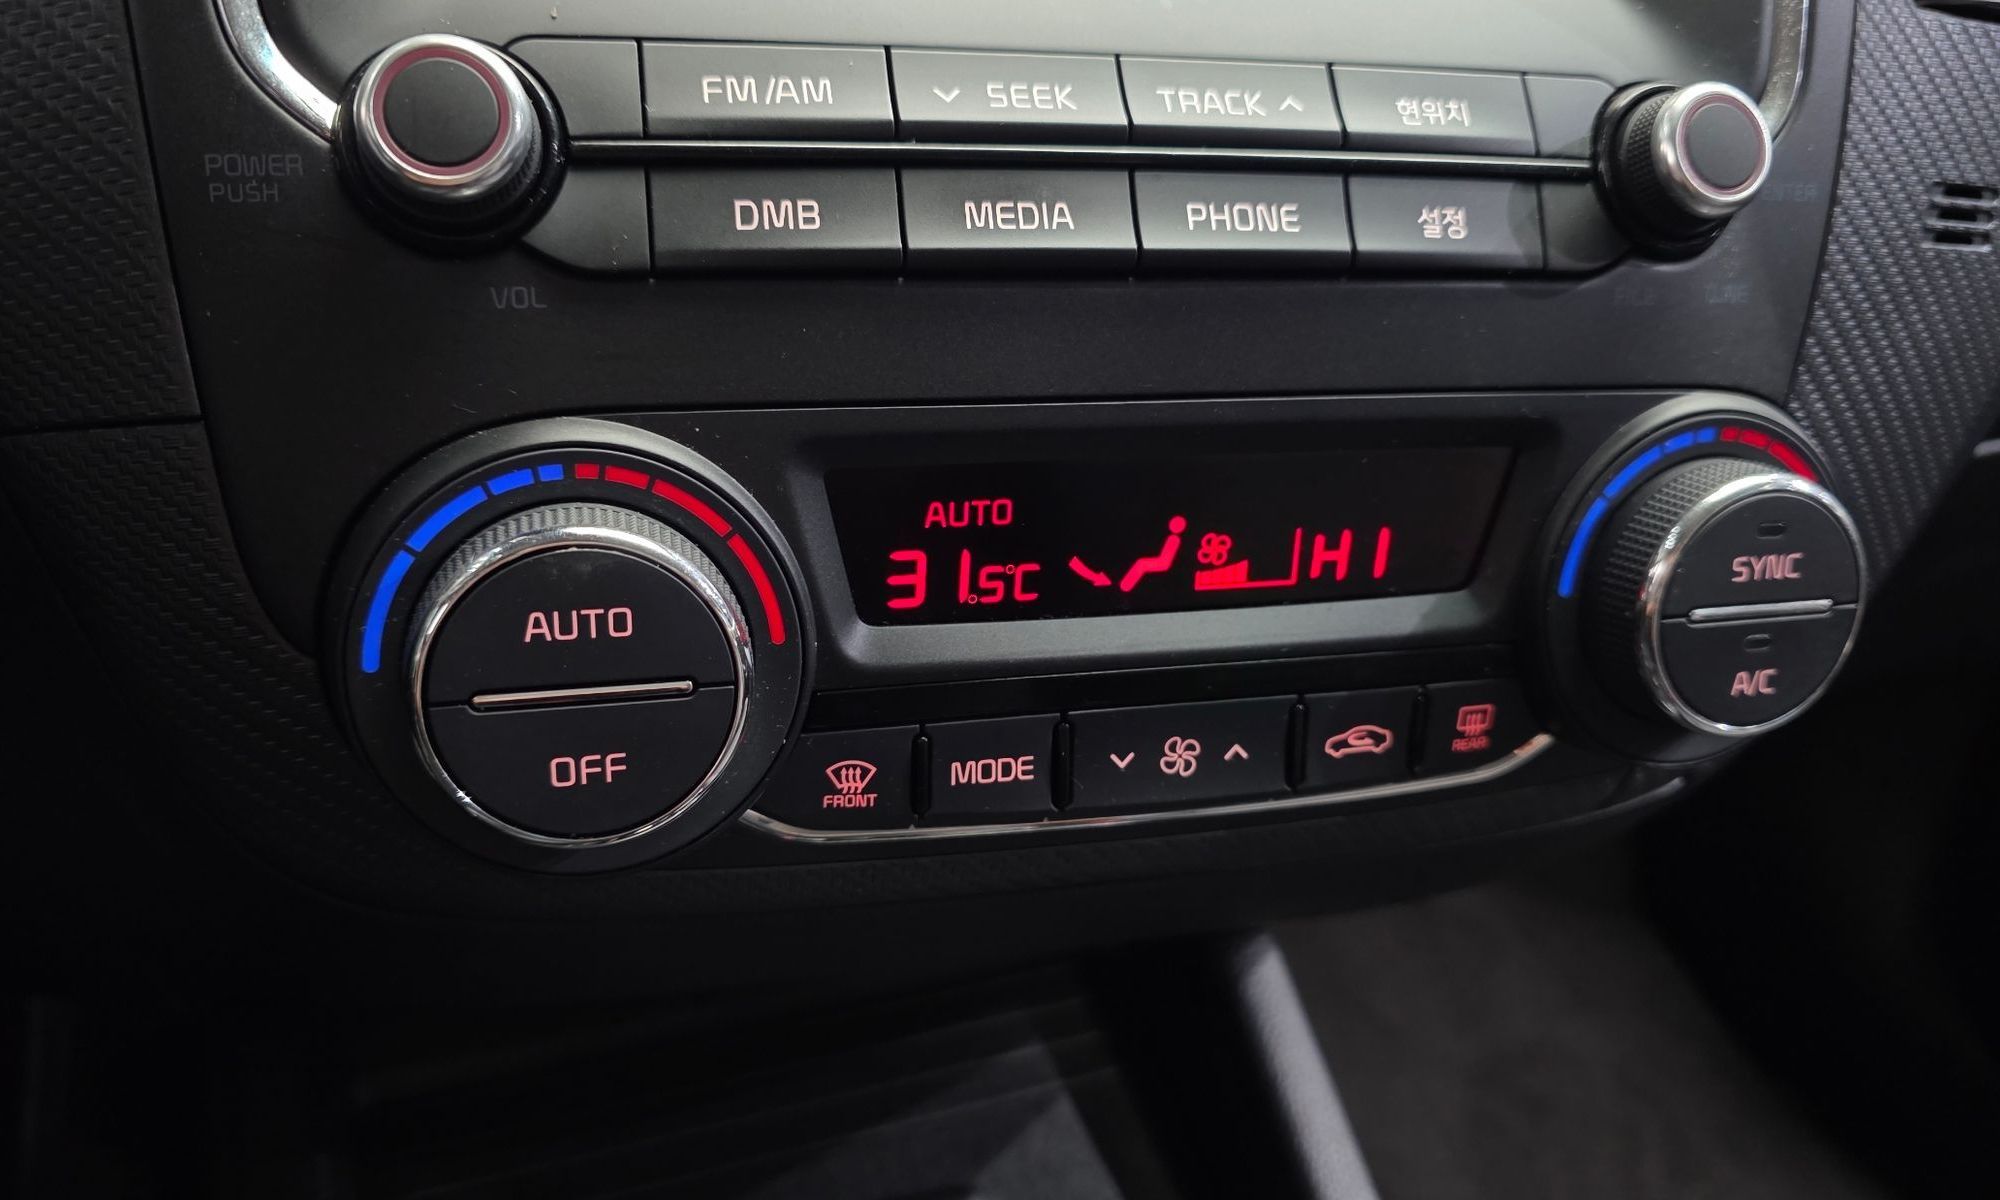 FM/AM
SEEK
TRACK
현위치
POWER
PUSH
DMB
MEDIA
PHONE
설정
VOL
AUTO
31.5°C
HI
AUTO
OFF
SYNC
A/C
FRONT
MODE
REAR